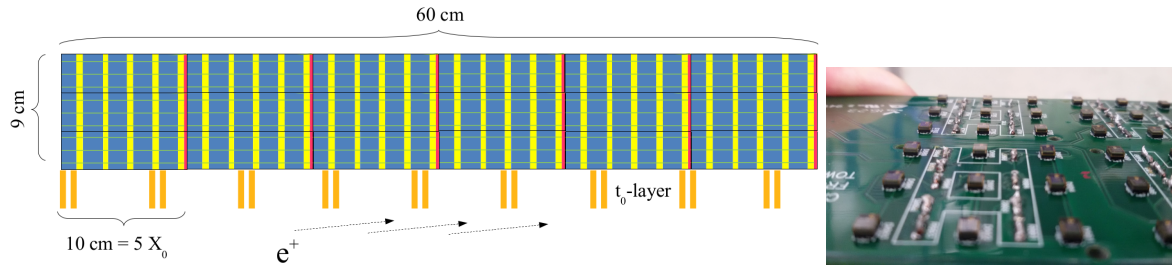 60 cm
9 cm
t₀-layer
10 cm = 5 X₀
e⁺